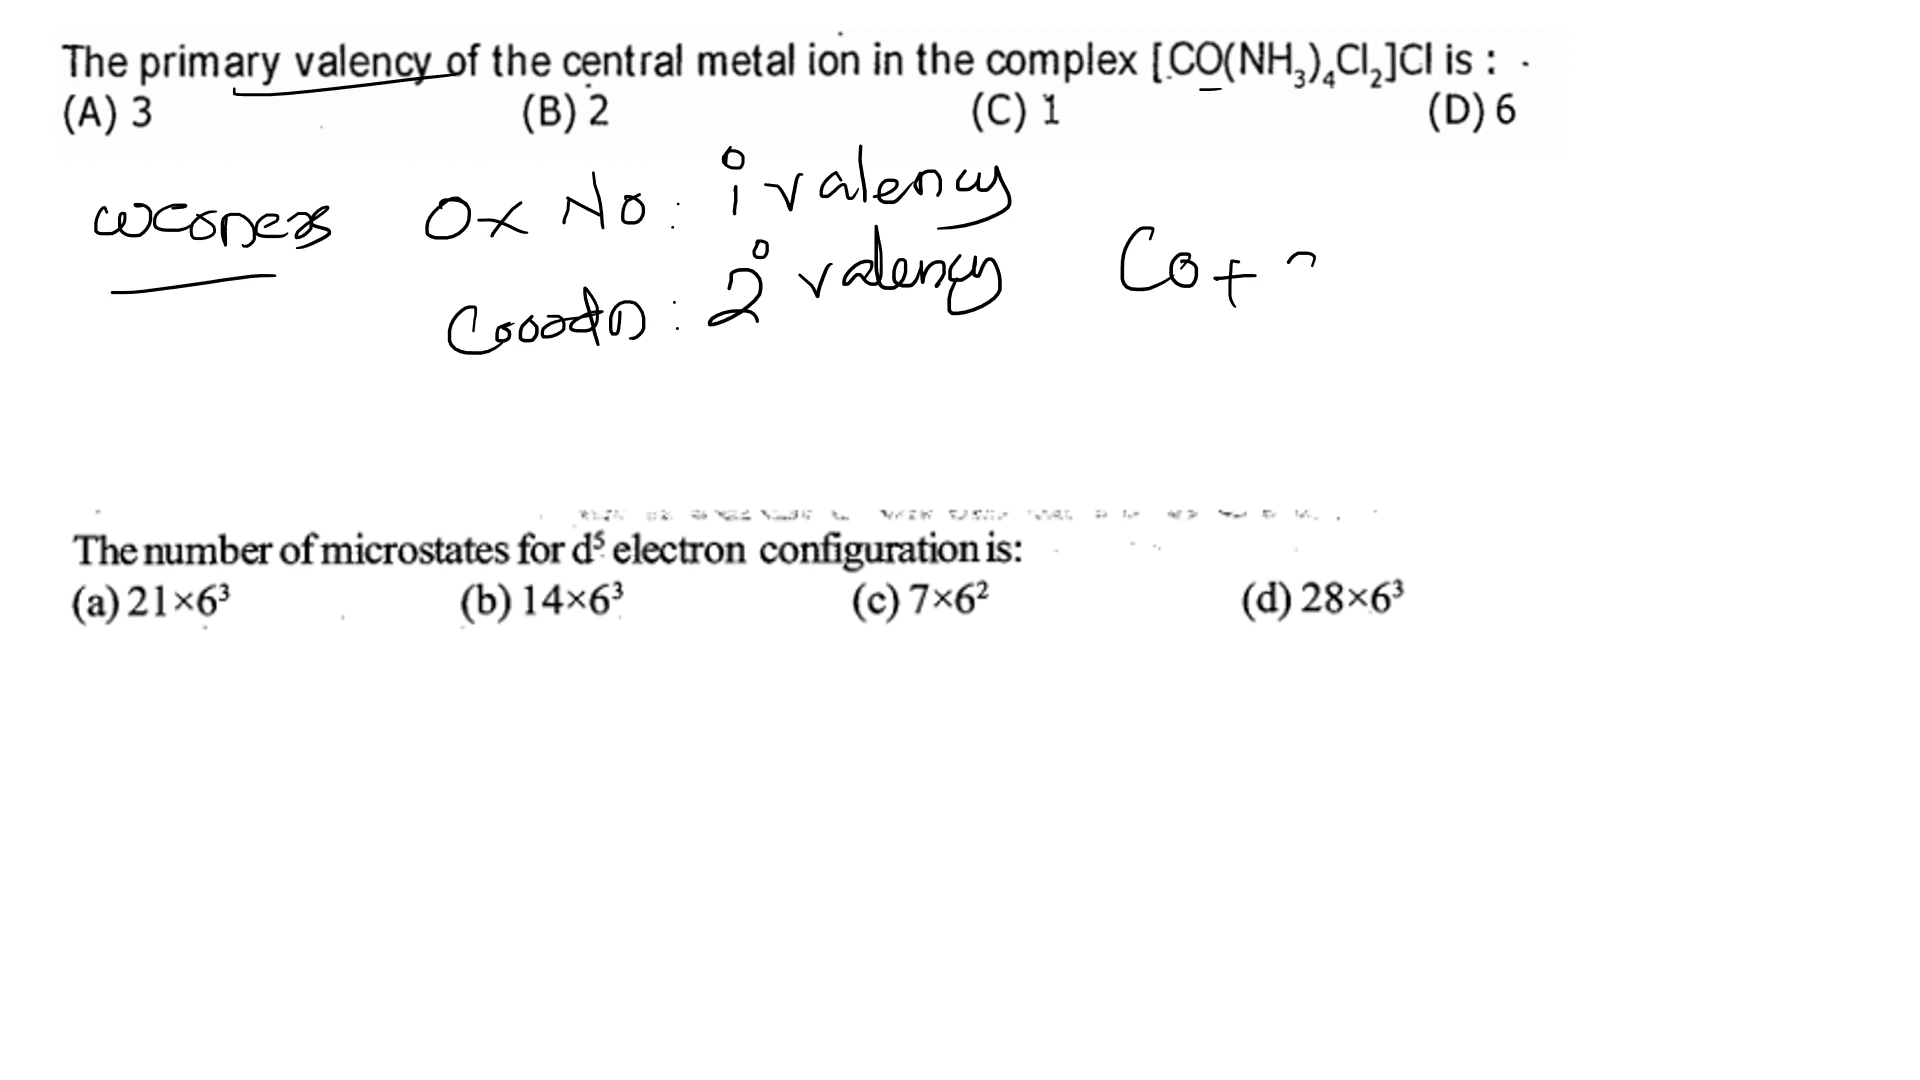 The primary valency of the central metal ion in the complex [CO(NH₃)₄Cl₂]Cl is :
(A) 3 (B) 2 (C) 1 (D) 6
Ox No: 1° valency
2° valency Co+
The number of microstates for d⁵ electron configuration is:
(a) 21×6³ (b) 14×6³ (c) 7×6² (d) 28×6³